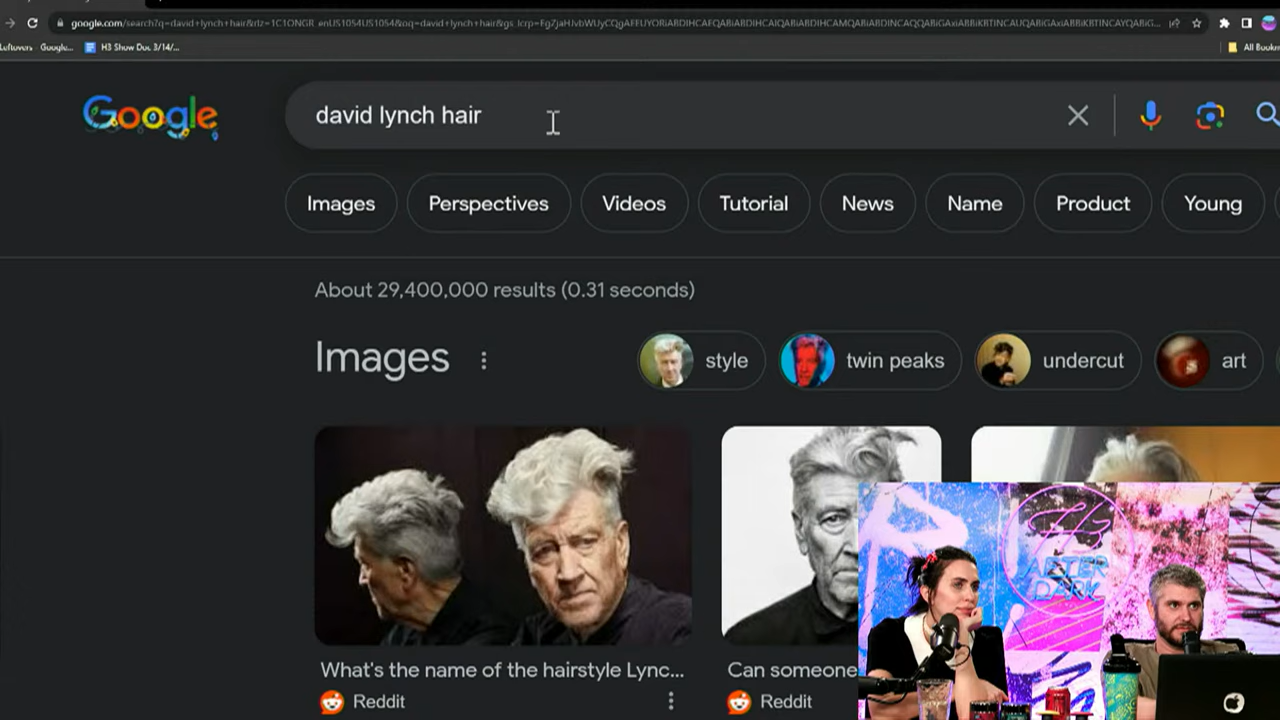 Leftovers Google... H3 Show Doc 3/14/... All Bookm
Google
david lynch hair
Images Perspectives Videos Tutorial News Name Product Young
About 29,400,000 results (0.31 seconds)
Images style twin peaks undercut art
What's the name of the hairstyle Lync...
Reddit
Can someone
Reddit
H3
AFTER
DARK